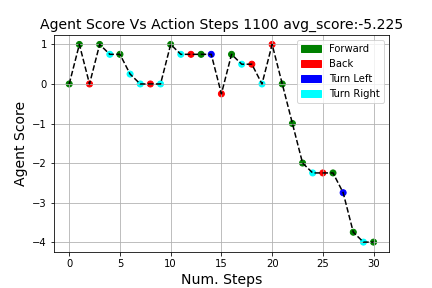 Agent Score Vs Action Steps 1100 avg_score:-5.225
Agent Score
1
0
−1
−2
−3
−4
0
5
10
15
20
25
30
Num. Steps
Forward
Back
Turn Left
Turn Right